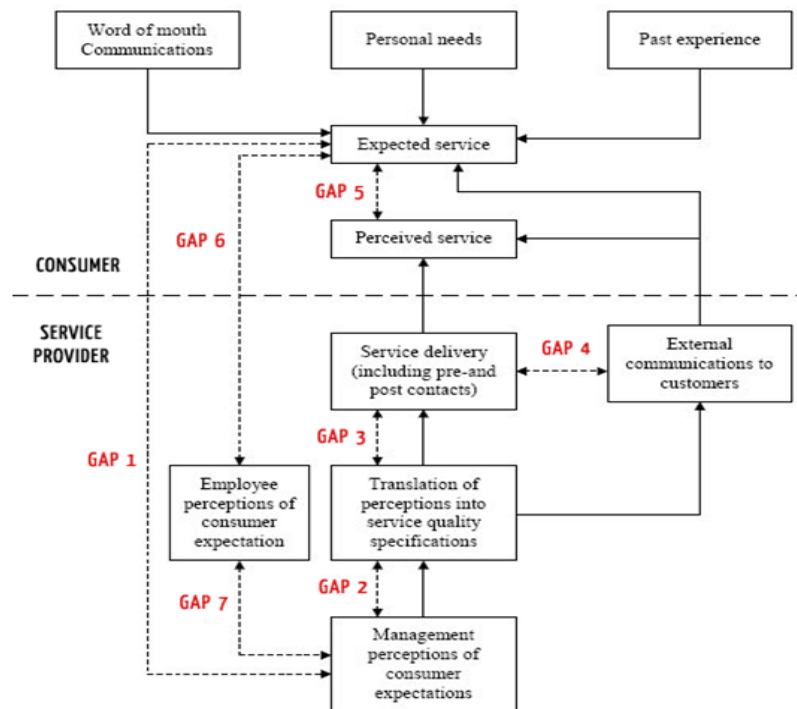 Word of mouth
Communications
Personal needs
Past experience
Expected service
GAP 5
GAP 6
Perceived service
CONSUMER
SERVICE
PROVIDER
Service delivery
(including pre-and
post contacts)
GAP 4
External
communications to
customers
GAP 3
GAP 1
Employee
perceptions of
consumer
expectation
Translation of
perceptions into
service quality
specifications
GAP 2
GAP 7
Management
perceptions of
consumer
expectations